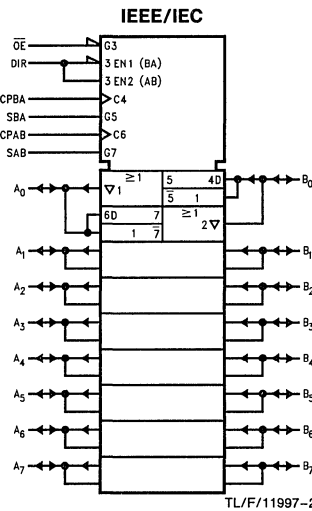 IEEE/IEC
O̅E̅ G3
DIR 3 EN1 (BA)
3 EN2 (AB)
CPBA C4
SBA G5
CPAB C6
SAB G7
A0 ▽1 ≥1 5 4D B0
5̅ 1
6D 7 ≥1
1 7̅ 2▽
A1 B1
A2 B2
A3 B3
A4 B4
A5 B5
A6 B6
A7 B7
TL/F/11997–2